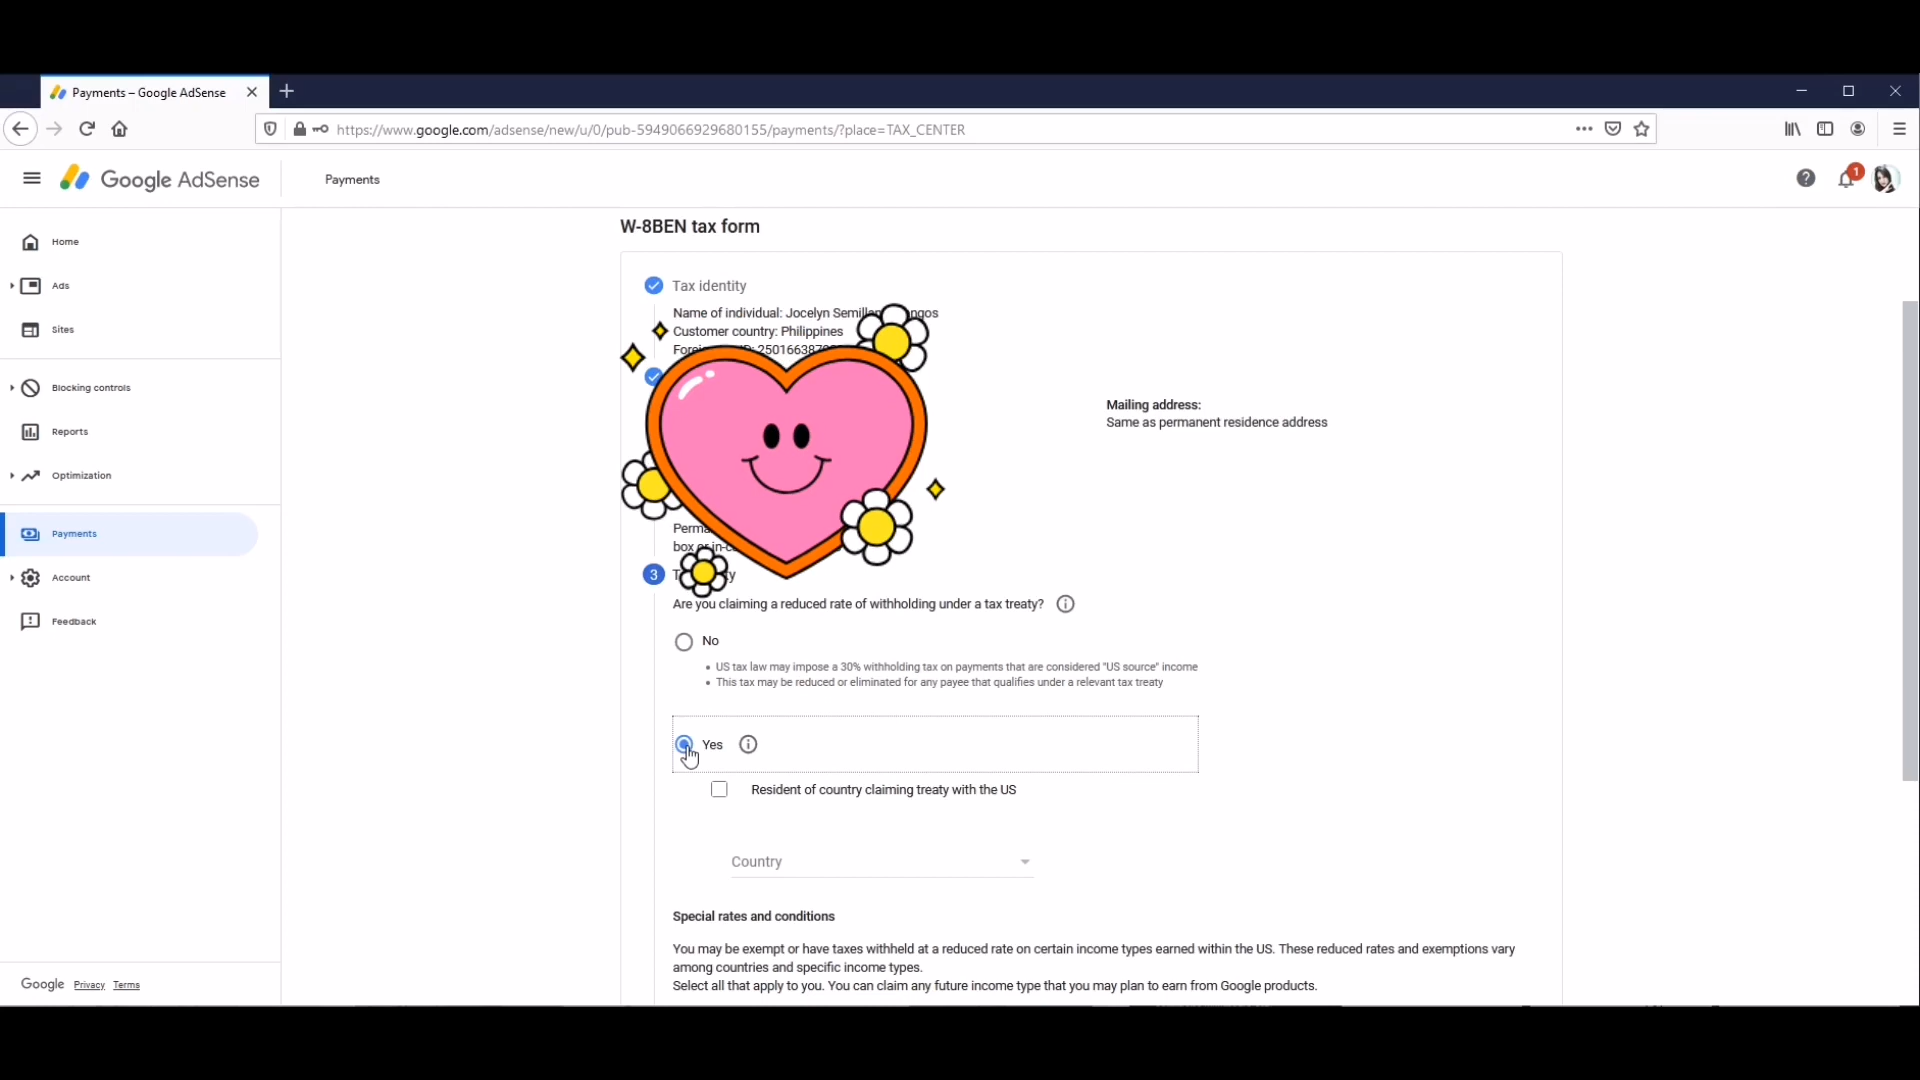 Payments – Google AdSense
https://www.google.com/adsense/new/u/0/pub-5949066929680155/payments/?place=TAX_CENTER
Google AdSense
Payments
1
Home
Ads
Sites
Blocking controls
Reports
Optimization
Payments
Account
Feedback
Google Privacy Terms
W-8BEN tax form
Tax identity
Name of individual: Jocelyn
Customer country: Philippines
Mailing address:
Same as permanent residence address
box
3
Are you claiming a reduced rate of withholding under a tax treaty?
No
• US tax law may impose a 30% withholding tax on payments that are considered "US source" income
• This tax may be reduced or eliminated for any payee that qualifies under a relevant tax treaty
Yes
Resident of country claiming treaty with the US
Country
Special rates and conditions
You may be exempt or have taxes withheld at a reduced rate on certain income types earned within the US. These reduced rates and exemptions vary
among countries and specific income types.
Select all that apply to you. You can claim any future income type that you may plan to earn from Google products.